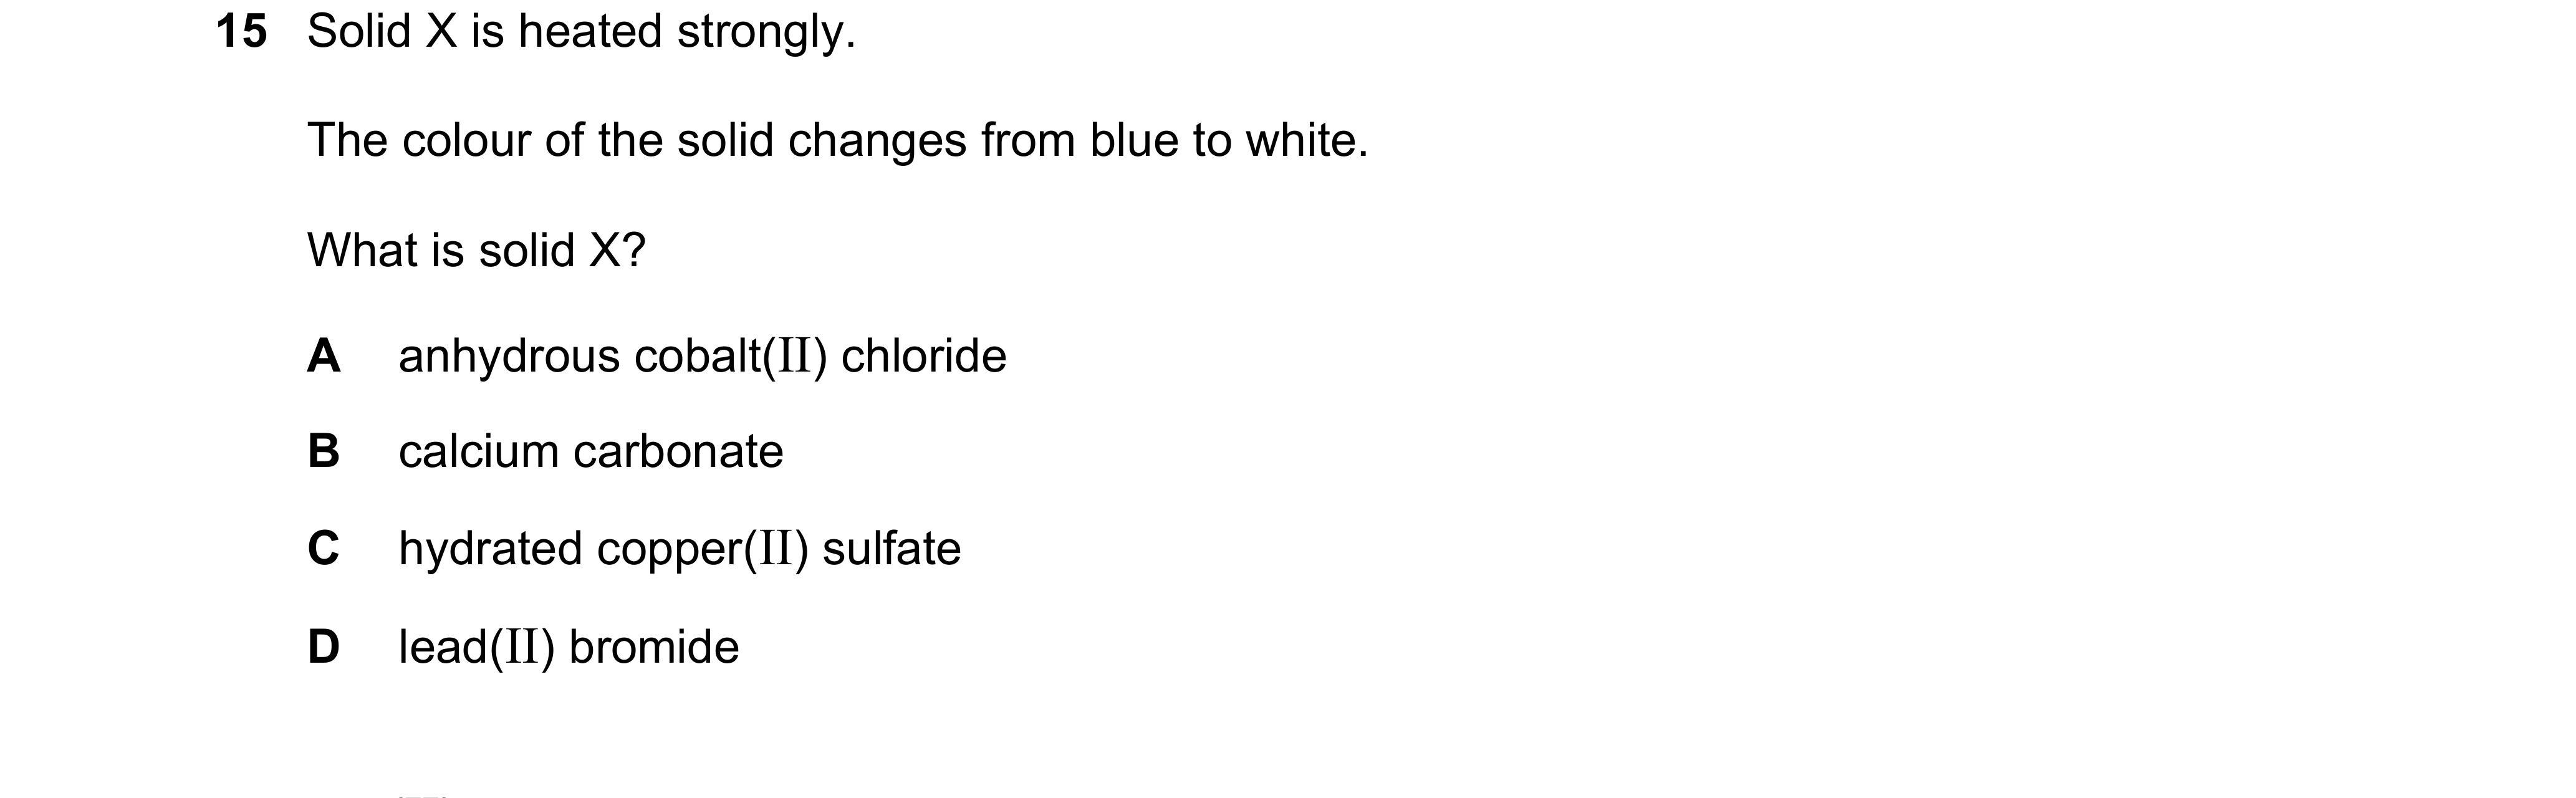 15 Solid X is heated strongly.
The colour of the solid changes from blue to white.
What is solid X?
A anhydrous cobalt(II) chloride
B calcium carbonate
C hydrated copper(II) sulfate
D lead(II) bromide